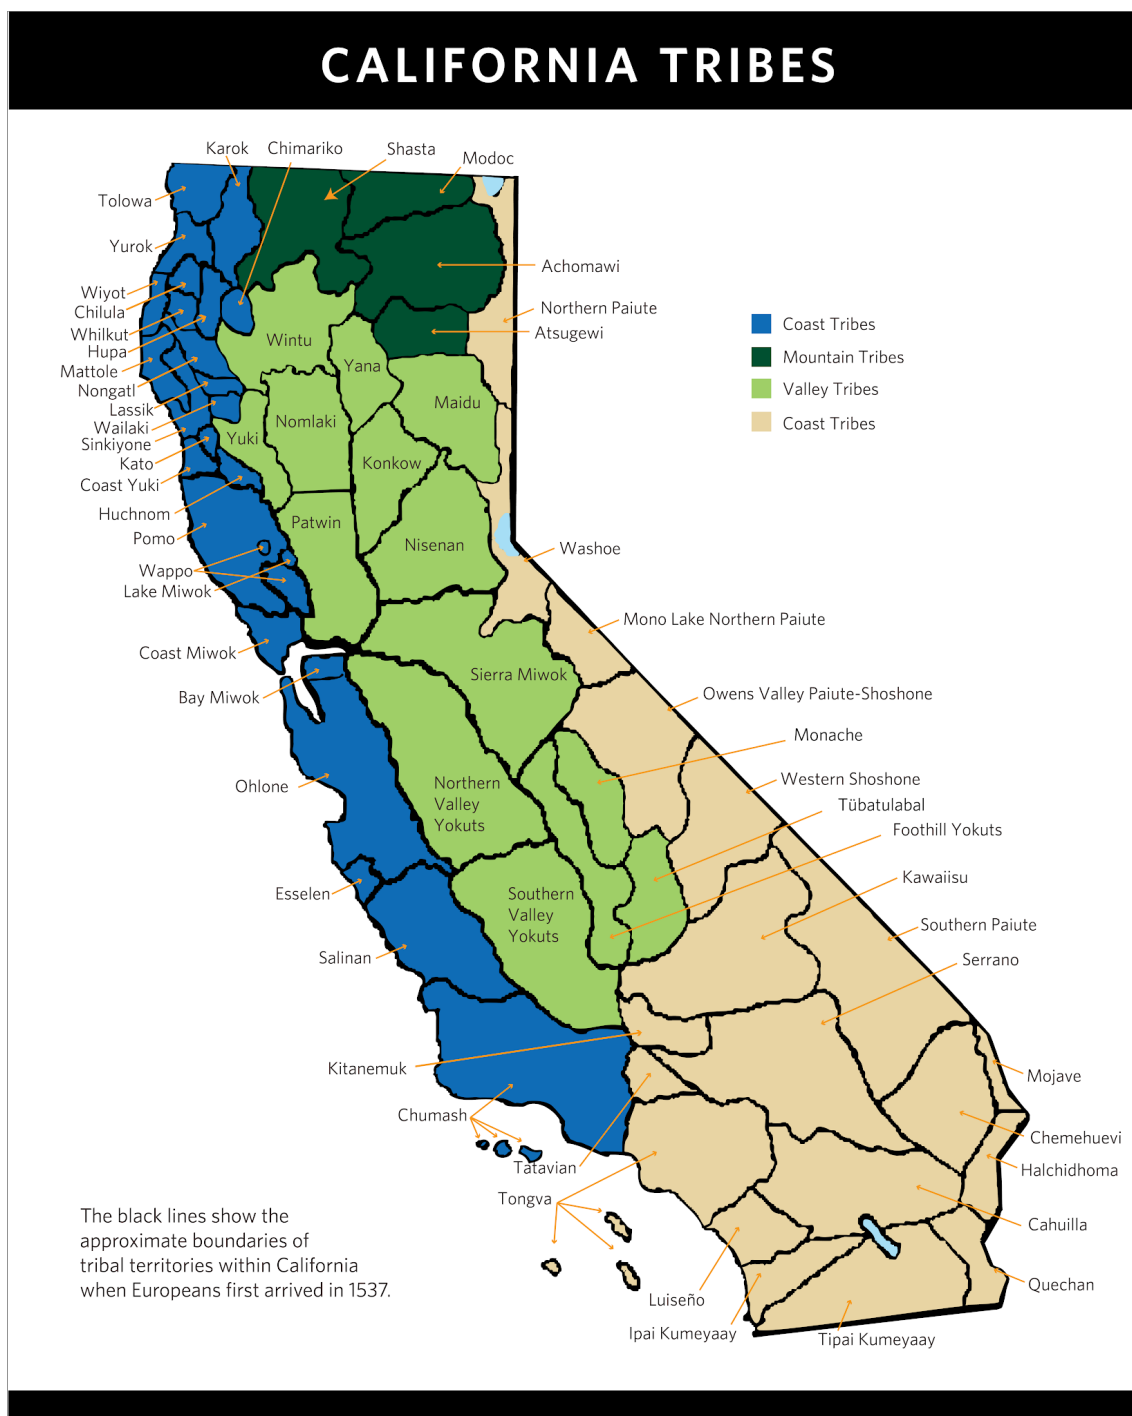 CALIFORNIA TRIBES
Karok
Chimariko
Shasta
Modoc
Tolowa
Yurok
Achomawi
Wiyot
Chilula
Northern Paiute
Whilkut
Atsugewi
Hupa
Mattole
Nongatl
Lassik
Wailaki
Sinkiyone
Kato
Coast Yuki
Huchnom
Pomo
Wappo
Lake Miwok
Coast Miwok
Bay Miwok
Wintu
Yana
Maidu
Nomlaki
Yuki
Konkow
Patwin
Nisenan
Coast Tribes
Mountain Tribes
Valley Tribes
Coast Tribes
Washoe
Mono Lake Northern Paiute
Sierra Miwok
Owens Valley Paiute-Shoshone
Monache
Western Shoshone
Tübatulabal
Foothill Yokuts
Kawaiisu
Southern Paiute
Serrano
Ohlone
Northern
Valley
Yokuts
Esselen
Southern
Valley
Yokuts
Salinan
Kitanemuk
Chumash
Tatavian
Tongva
Mojave
Chemehuevi
Halchidhoma
Cahuilla
Quechan
Luiseño
Ipai Kumeyaay
Tipai Kumeyaay
The black lines show the
approximate boundaries of
tribal territories within California
when Europeans first arrived in 1537.